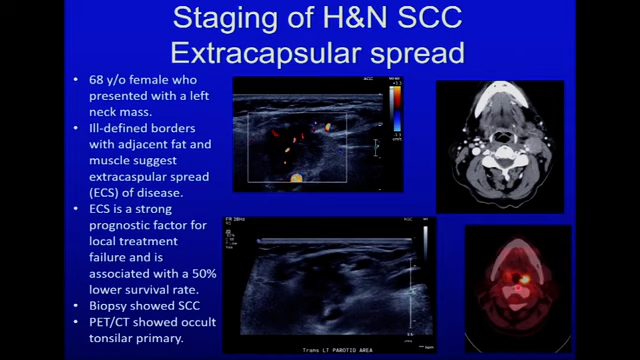 Staging of H&N SCC
Extracapsular spread
• 68 y/o female who
presented with a left
neck mass.
• Ill-defined borders
with adjacent fat and
muscle suggest
extracaspular spread
(ECS) of disease.
• ECS is a strong
prognostic factor for
local treatment
failure and is
associated with a 50%
lower survival rate.
• Biopsy showed SCC
• PET/CT showed occult
tonsilar primary.
Trans LT PAROTID AREA